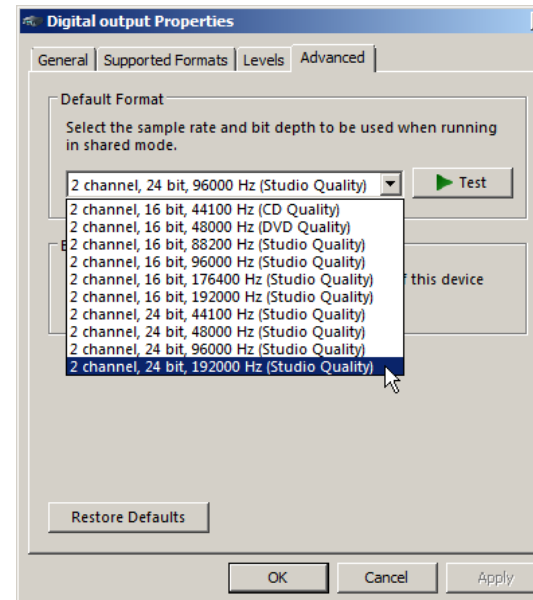 Digital output Properties
General Supported Formats Levels Advanced
Default Format
Select the sample rate and bit depth to be used when running
in shared mode.
2 channel, 24 bit, 96000 Hz (Studio Quality) Test
2 channel, 16 bit, 44100 Hz (CD Quality)
2 channel, 16 bit, 48000 Hz (DVD Quality)
2 channel, 16 bit, 88200 Hz (Studio Quality)
2 channel, 16 bit, 96000 Hz (Studio Quality)
2 channel, 16 bit, 176400 Hz (Studio Quality)
f this device
2 channel, 16 bit, 192000 Hz (Studio Quality)
2 channel, 24 bit, 44100 Hz (Studio Quality)
2 channel, 24 bit, 48000 Hz (Studio Quality)
2 channel, 24 bit, 96000 Hz (Studio Quality)
2 channel, 24 bit, 192000 Hz (Studio Quality)
Restore Defaults
OK Cancel Apply